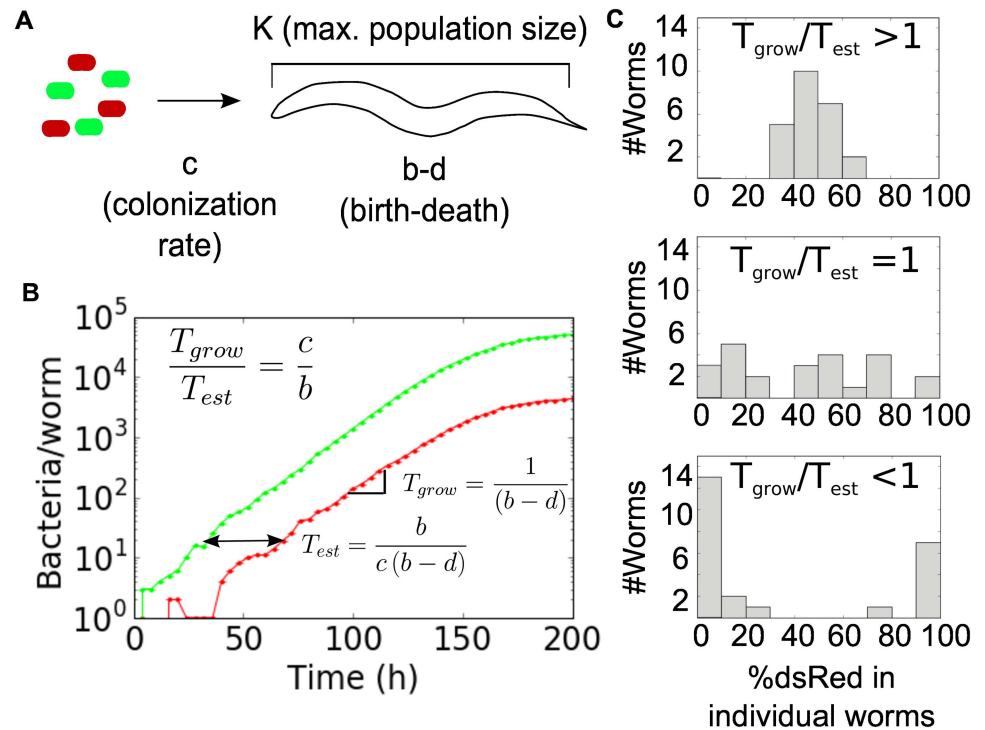 A
K (max. population size)
c
(colonization
rate)
b-d
(birth-death)
B
10^5
10^4
10^3
10^2
10^1
10^0
Bacteria/worm
T_grow / T_est = c / b
T_grow = 1 / (b − d)
T_est = b / c (b − d)
0 50 100 150 200
Time (h)
C
T_grow/T_est >1
#Worms
14
10
6
2
0 20 40 60 80 100
T_grow/T_est =1
#Worms
14
10
6
2
0 20 40 60 80 100
T_grow/T_est <1
#Worms
14
10
6
2
0 20 40 60 80 100
%dsRed in
individual worms